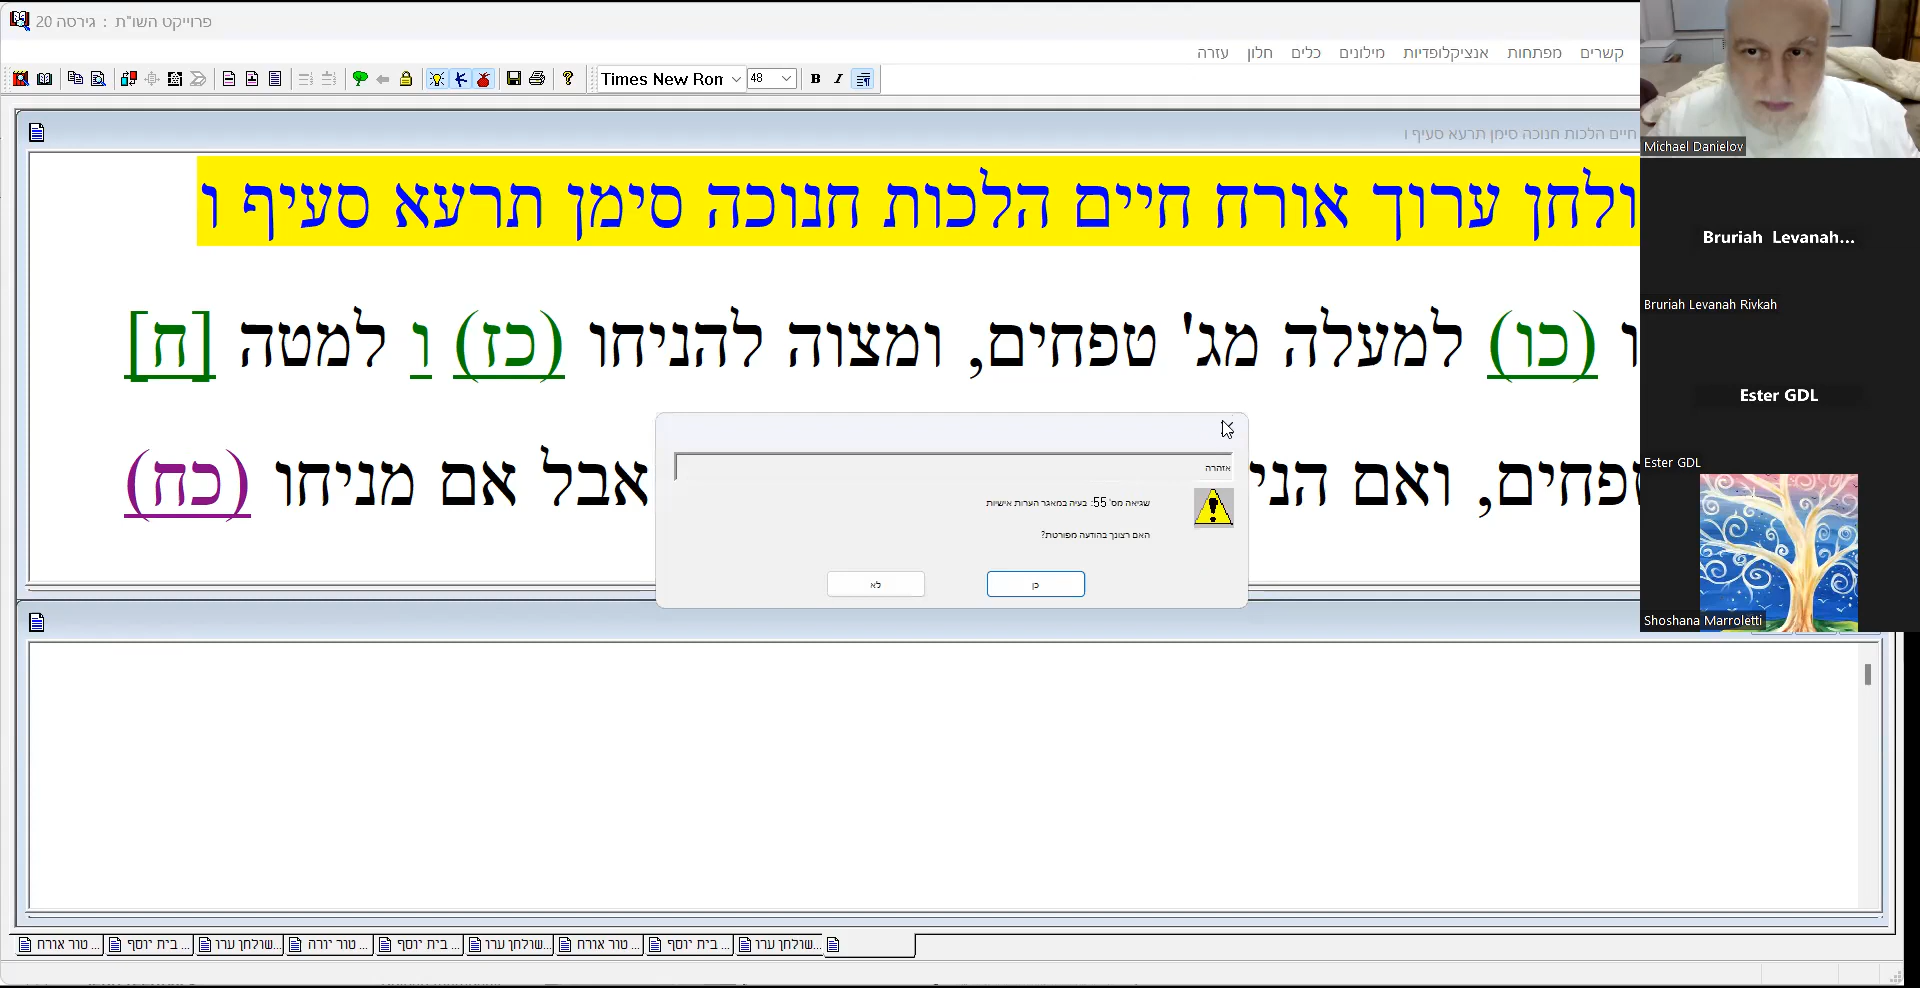 פרוייקט השו"ת : גירסה 20
קשרים מפתחות אנציקלופדיות מילונים כלים חלון עזרה
Times New Ron 48 B I
חיים הלכות חנוכה סימן תרעא סעיף ו
ולחן ערוך אורח חיים הלכות חנוכה סימן תרעא סעיף ו
ו (כו) למעלה מג' טפחים, ומצוה להניחו (כז) ו למטה [ח]
טפחים, ואם הני אבל אם מניחו (כח)
אזהרה
שגיאה מס' 55: בעיה במאגר הערות אישיות
האם רצונך בהודעה מפורטת?
כן
לא
Michael Danielov
Bruriah Levanah...
Bruriah Levanah Rivkah
Ester GDL
Ester GDL
Shoshana Marroletti
טור אורח ...
בית יוסף ...
שולחן ערו...
טור יורה ...
בית יוסף ...
שולחן ערו...
טור אורח ...
בית יוסף ...
שולחן ערו...